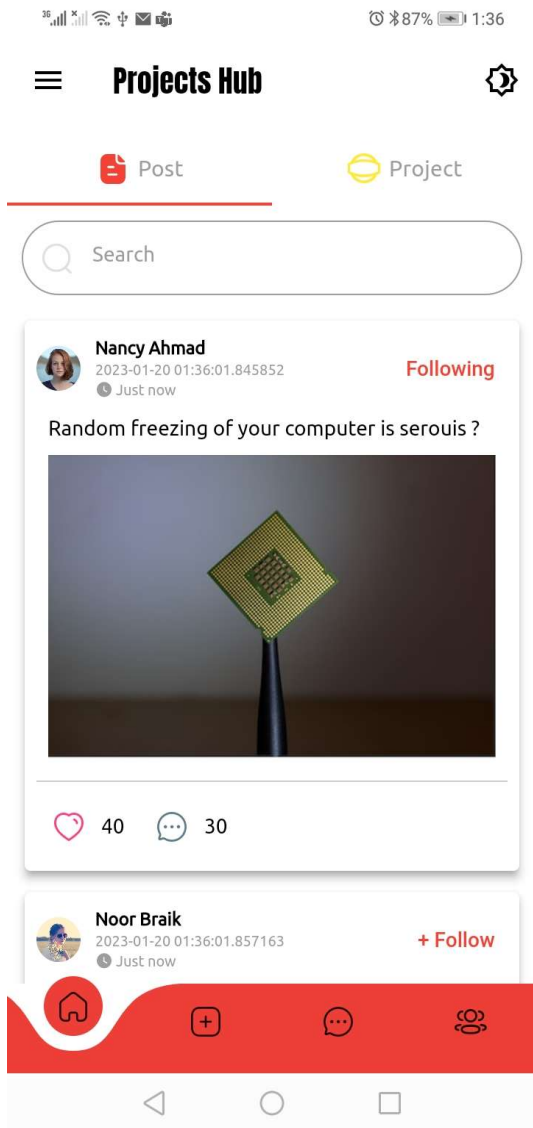 36 87% 1:36
Projects Hub
Post Project
Search
Nancy Ahmad
2023-01-20 01:36:01.845852
Just now
Following
Random freezing of your computer is serouis ?
40 30
Noor Braik
2023-01-20 01:36:01.857163
Just now
+ Follow